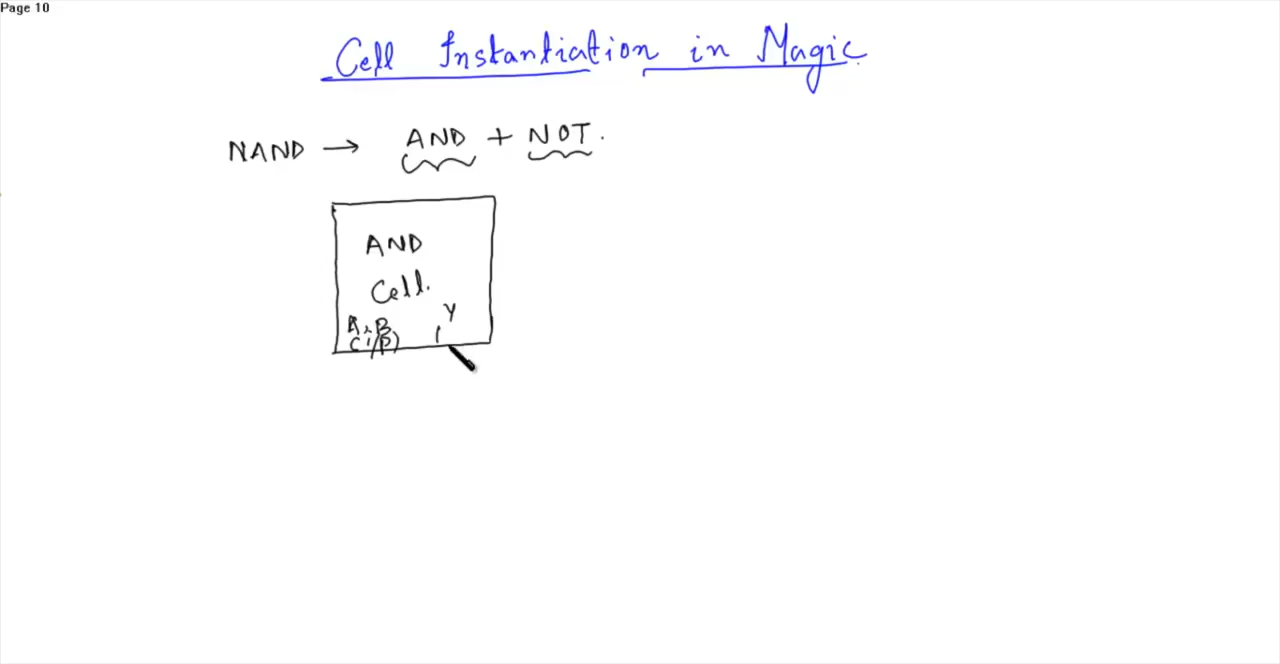 Page 10
Cell Instantiation in Magic
NAND → AND + NOT.
AND
Cell.
Y
A, B
(i/p)